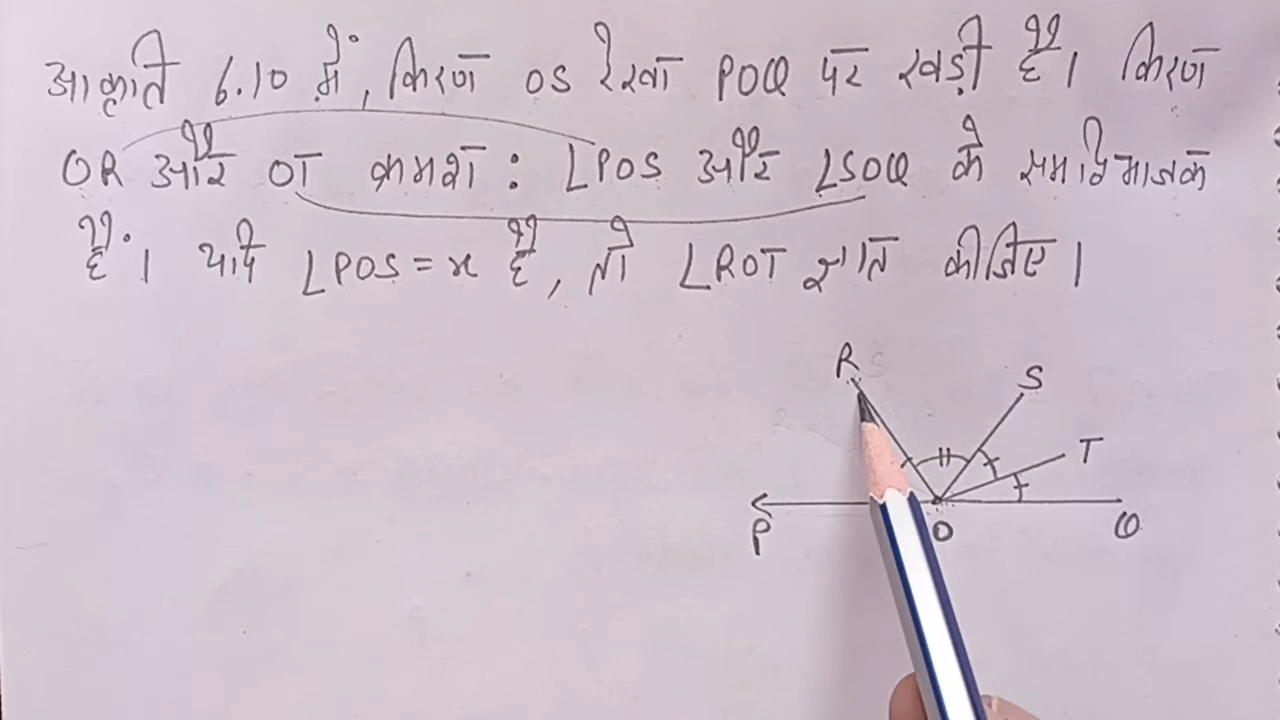 आकृति 6.10 में, किरण OS रेखा POQ पर खड़ी है। किरण
OR और OT क्रमशः : ∠POS और ∠SOQ के समद्विभाजक
हैं। यदि ∠POS = x है, तो ∠ROT ज्ञात कीजिए।
R S
S
T
P O Q